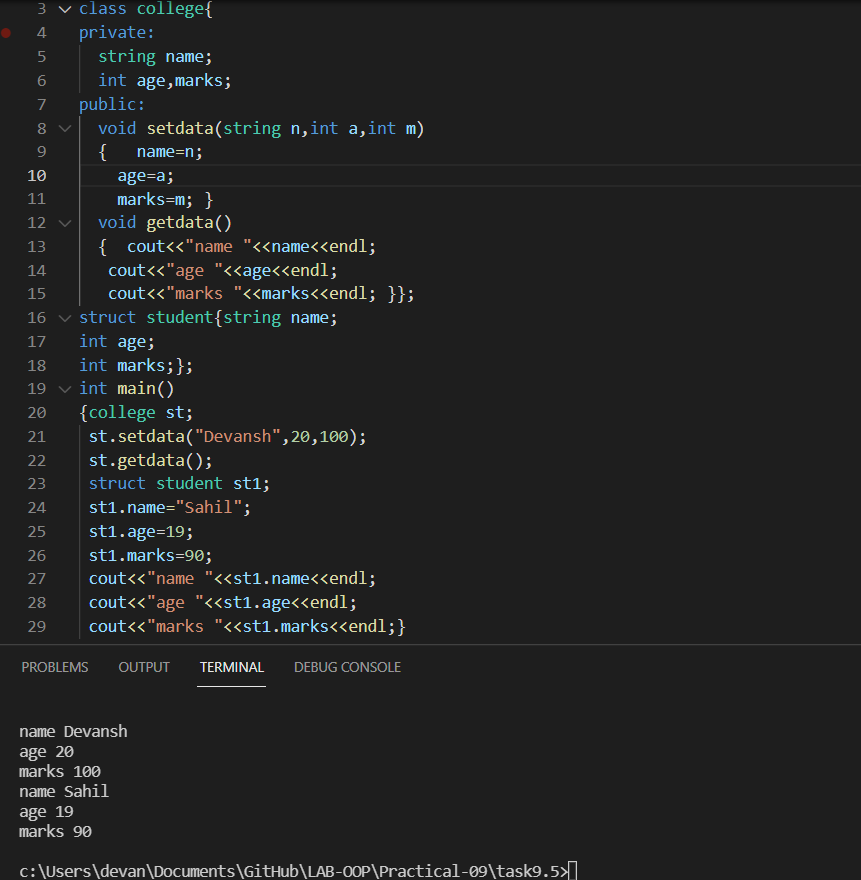 3 class college{
4 private:
5 string name;
6 int age,marks;
7 public:
8 void setdata(string n,int a,int m)
9 {   name=n;
10 age=a;
11 marks=m; }
12 void getdata()
13 {  cout<<"name "<<name<<endl;
14 cout<<"age "<<age<<endl;
15 cout<<"marks "<<marks<<endl; }};
16 struct student{string name;
17 int age;
18 int marks;};
19 int main()
20 {college st;
21 st.setdata("Devansh",20,100);
22 st.getdata();
23 struct student st1;
24 st1.name="Sahil";
25 st1.age=19;
26 st1.marks=90;
27 cout<<"name "<<st1.name<<endl;
28 cout<<"age "<<st1.age<<endl;
29 cout<<"marks "<<st1.marks<<endl;}
PROBLEMS OUTPUT TERMINAL DEBUG CONSOLE
name Devansh
age 20
marks 100
name Sahil
age 19
marks 90
c:\Users\devan\Documents\GitHub\LAB-OOP\Practical-09\task9.5>